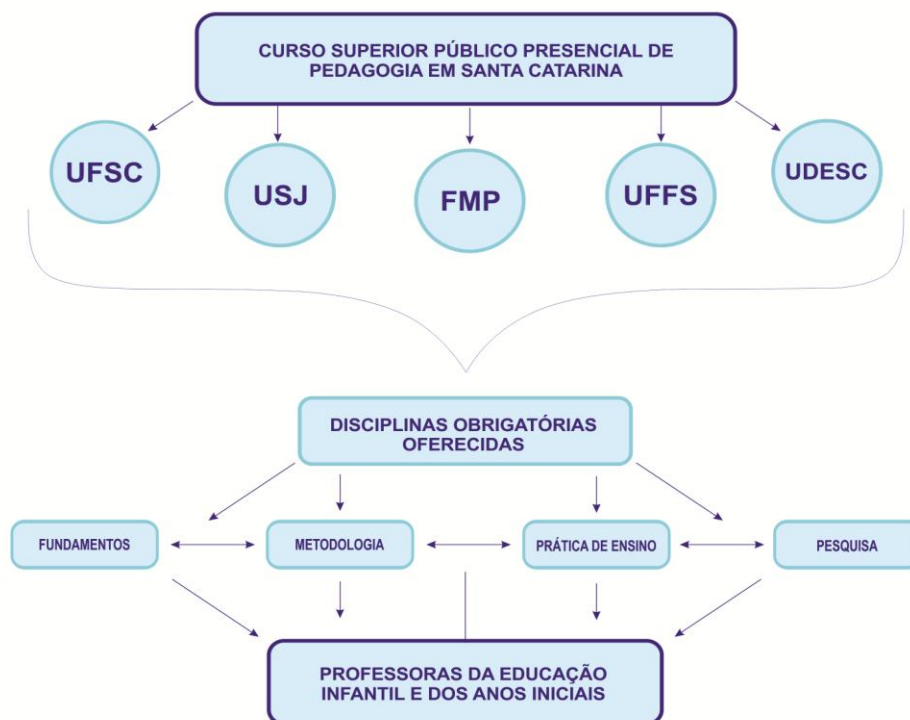 CURSO SUPERIOR PÚBLICO PRESENCIAL DE
PEDAGOGIA EM SANTA CATARINA
UFSC
USJ
FMP
UFFS
UDESC
DISCIPLINAS OBRIGATÓRIAS
OFERECIDAS
FUNDAMENTOS
METODOLOGIA
PRÁTICA DE ENSINO
PESQUISA
PROFESSORAS DA EDUCAÇÃO
INFANTIL E DOS ANOS INICIAIS